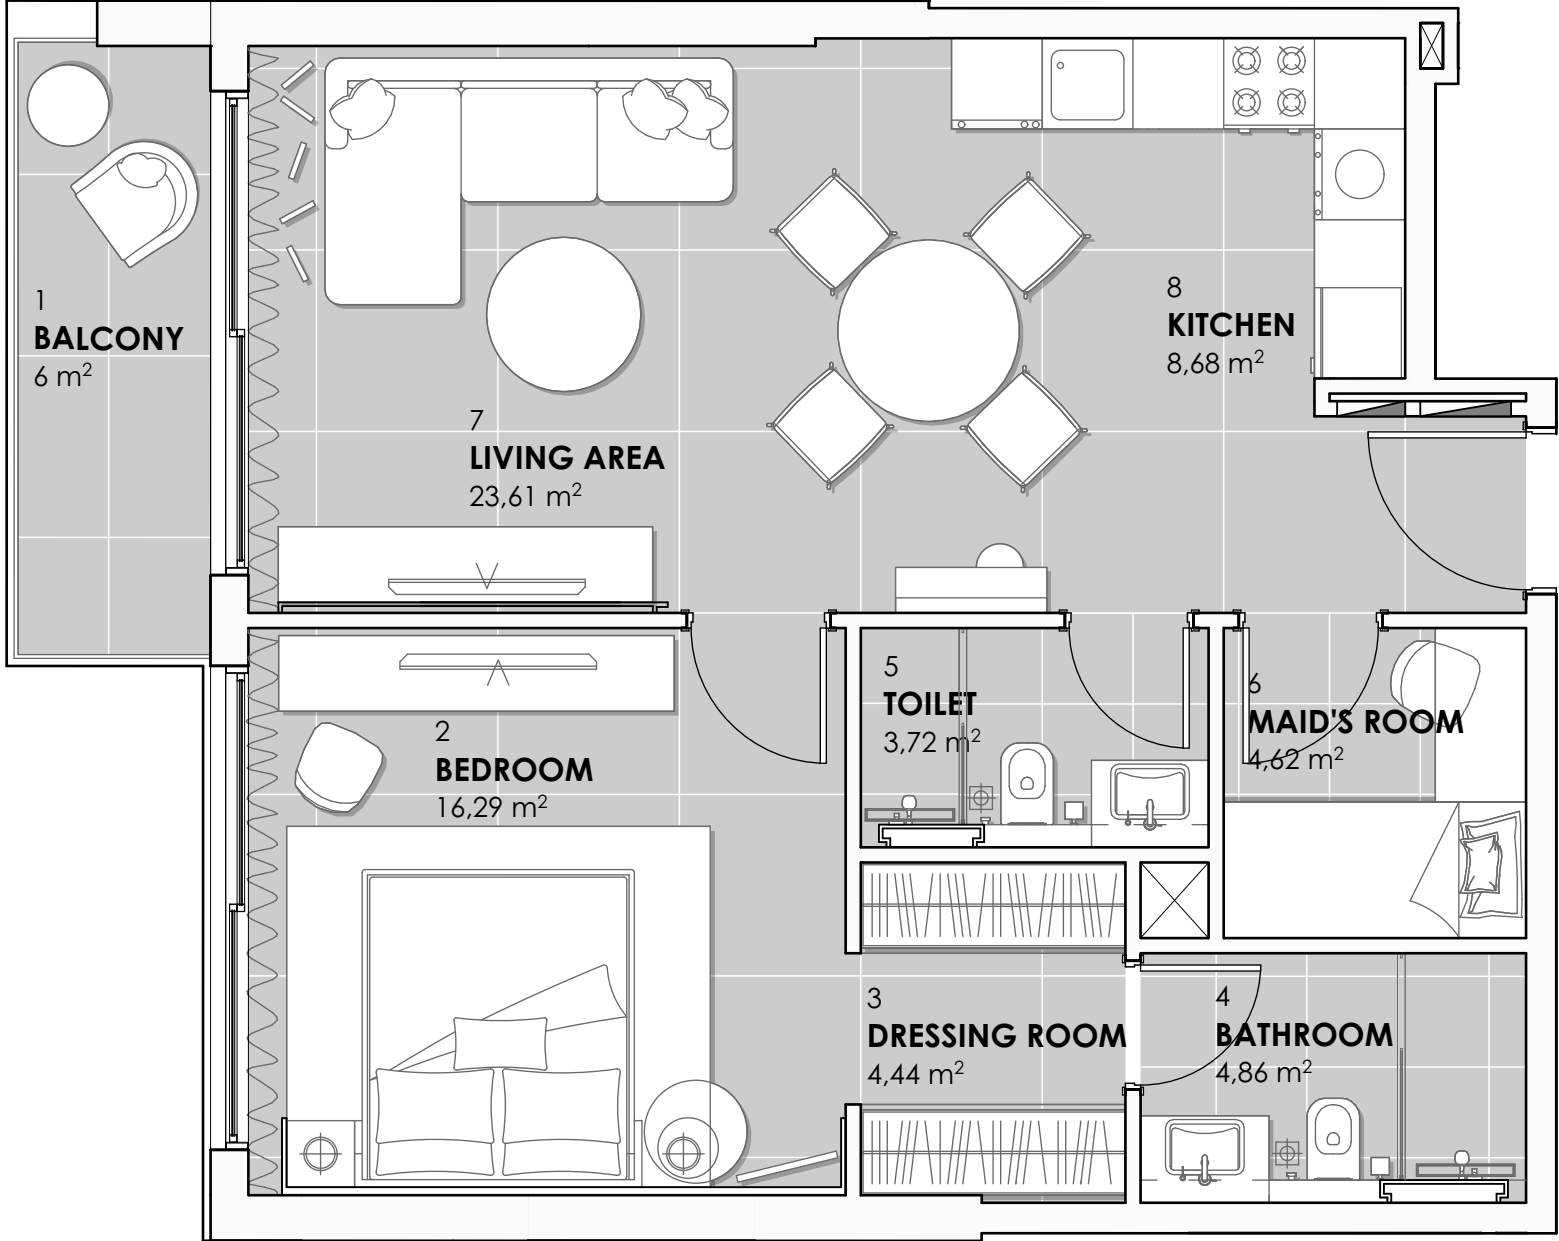 1
BALCONY
6 m²
8
KITCHEN
8,68 m²
7
LIVING AREA
23,61 m²
5
TOILET
3,72 m²
6
MAID'S ROOM
4,62 m²
2
BEDROOM
16,29 m²
3
DRESSING ROOM
4,44 m²
4
BATHROOM
4,86 m²